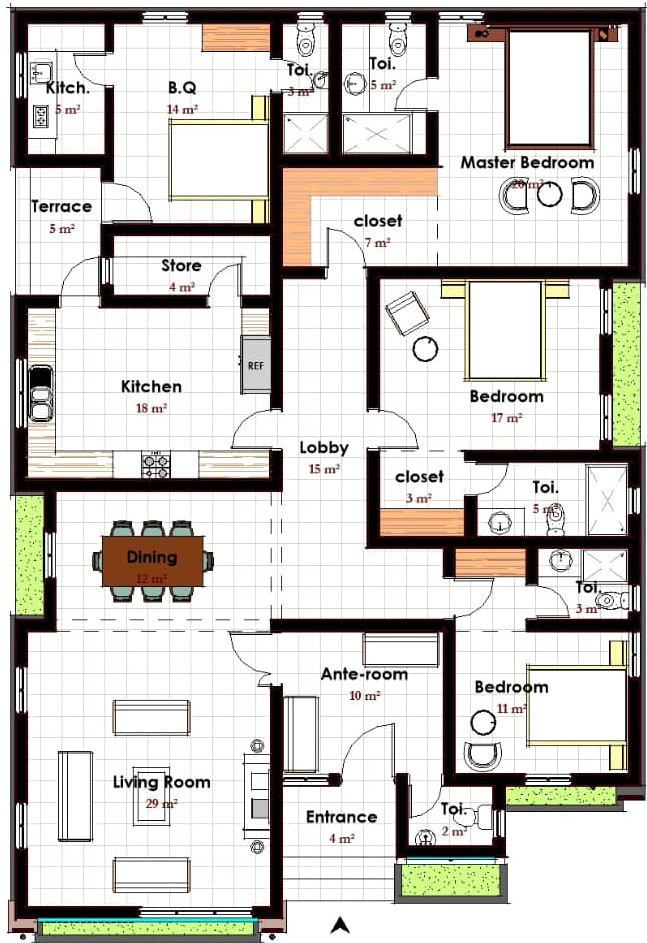 Kitch.
5 m²
B.Q
14 m²
Toi.
3 m²
Toi.
5 m²
Master Bedroom
20 m²
Terrace
5 m²
closet
7 m²
Store
4 m²
Kitchen
18 m²
REF
Bedroom
17 m²
Lobby
15 m²
closet
3 m²
Toi.
5 m²
Dining
12 m²
Toi.
3 m²
Ante-room
10 m²
Bedroom
11 m²
Living Room
29 m²
Entrance
4 m²
Toi.
2 m²